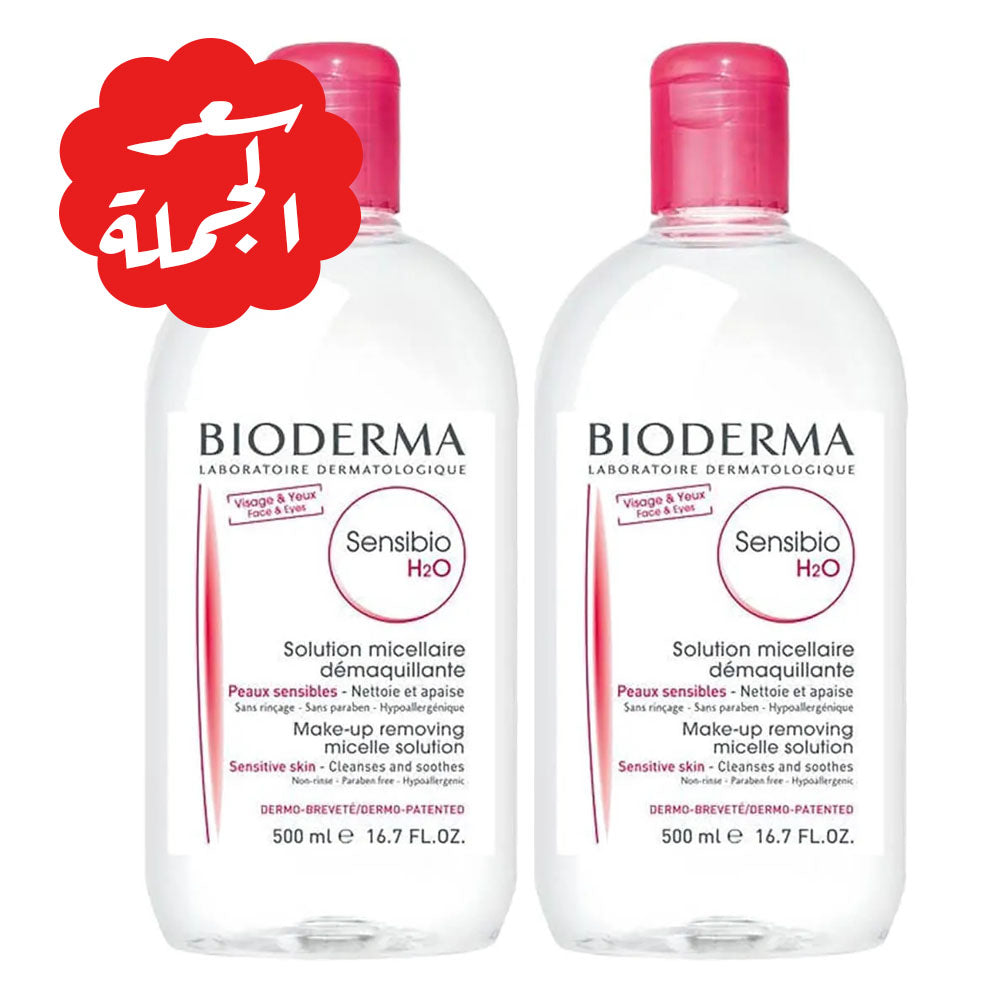 سعر
الجملة
BIODERMA
LABORATOIRE DERMATOLOGIQUE
Visage & Yeux
Face & Eyes
Sensibio
H2O
Solution micellaire
démaquillante
Peaux sensibles - Nettoie et apaise
Sans rinçage - Sans paraben - Hypoallergénique
Make-up removing
micelle solution
Sensitive skin - Cleanses and soothes
Non-rinse - Paraben free - Hypoallergenic
DERMO-BREVETÉ/DERMO-PATENTED
500 ml ℮ 16.7 FL.OZ.
BIODERMA
LABORATOIRE DERMATOLOGIQUE
Visage & Yeux
Face & Eyes
Sensibio
H2O
Solution micellaire
démaquillante
Peaux sensibles - Nettoie et apaise
Sans rinçage - Sans paraben - Hypoallergénique
Make-up removing
micelle solution
Sensitive skin - Cleanses and soothes
Non-rinse - Paraben free - Hypoallergenic
DERMO-BREVETÉ/DERMO-PATENTED
500 ml ℮ 16.7 FL.OZ.